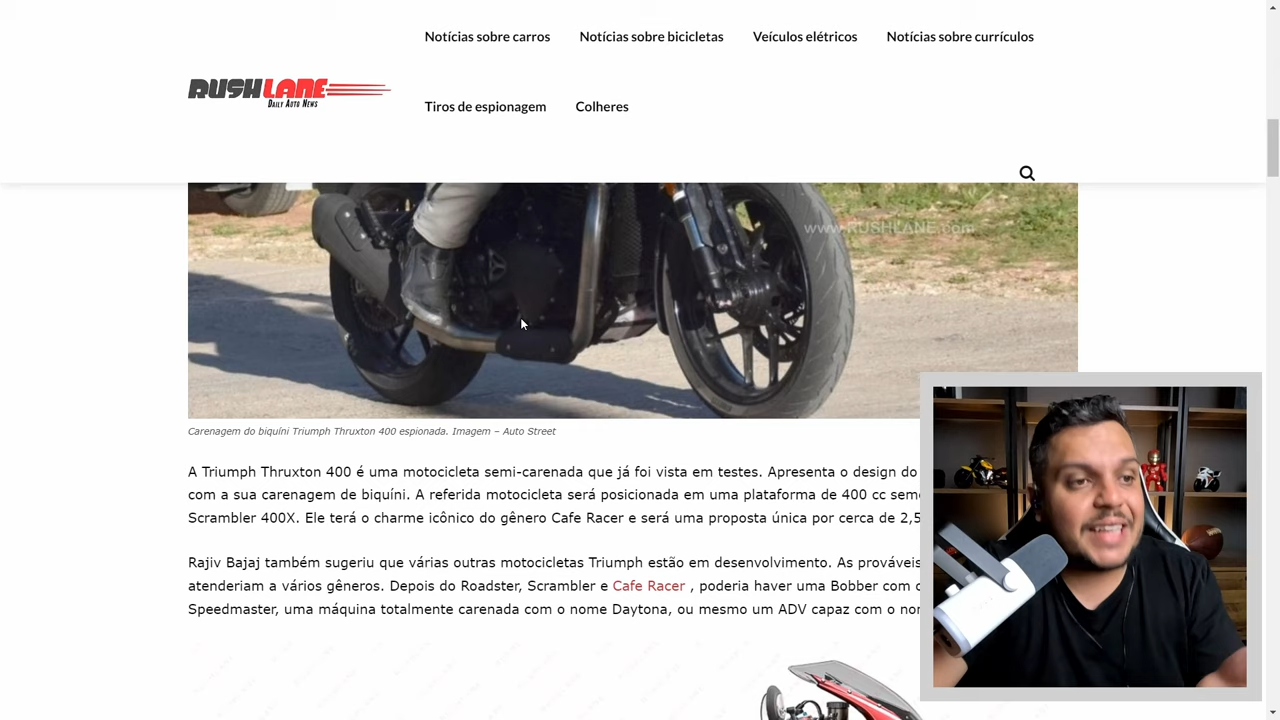 Notícias sobre carros
Notícias sobre bicicletas
Veículos elétricos
Notícias sobre currículos
RUSHLANE
DAILY AUTO NEWS
Tiros de espionagem
Colheres
www.RUSHLANE.com
Carenagem do biquíni Triumph Thruxton 400 espionada. Imagem – Auto Street
A Triumph Thruxton 400 é uma motocicleta semi-carenada que já foi vista em testes. Apresenta o design do
com a sua carenagem de biquíni. A referida motocicleta será posicionada em uma plataforma de 400 cc
Scrambler 400X. Ele terá o charme icônico do gênero Cafe Racer e será uma proposta única por cerca de 2,5
Rajiv Bajaj também sugeriu que várias outras motocicletas Triumph estão em desenvolvimento. As prováveis
atenderiam a vários gêneros. Depois do Roadster, Scrambler e Cafe Racer , poderia haver uma Bobber com
Speedmaster, uma máquina totalmente carenada com o nome Daytona, ou mesmo um ADV capaz com o